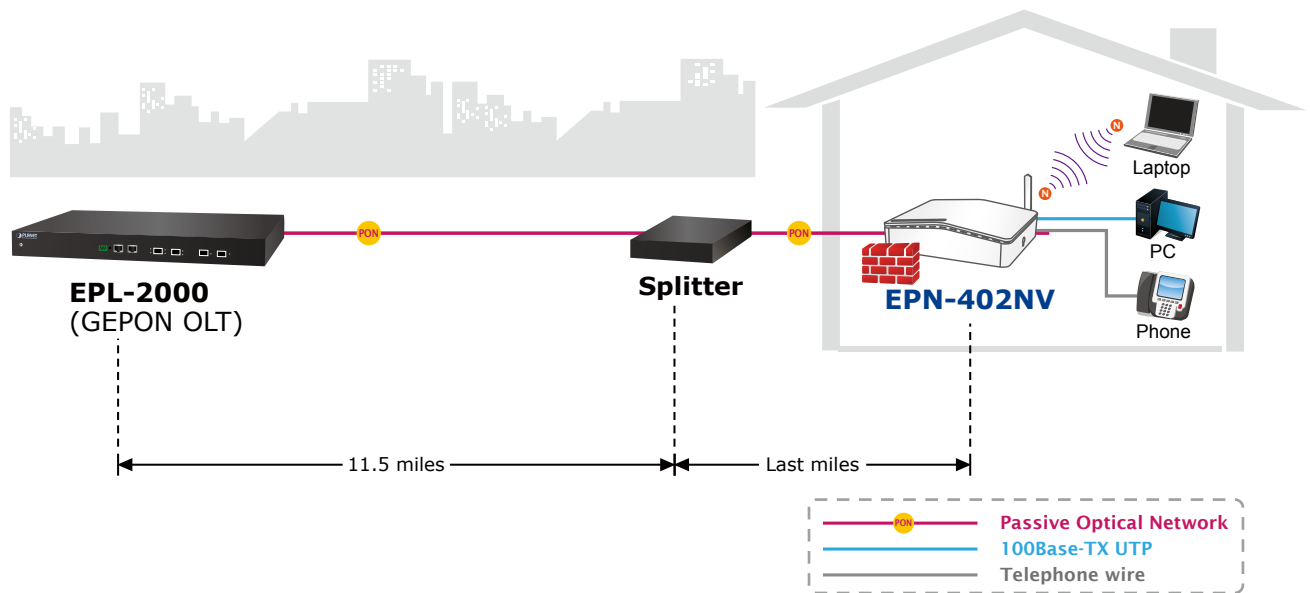 N
N
Laptop
PLANET
PON
PON
PC
EPL-2000
(GEPON OLT)
Splitter
EPN-402NV
Phone
11.5 miles
Last miles
PON
Passive Optical Network
100Base-TX UTP
Telephone wire